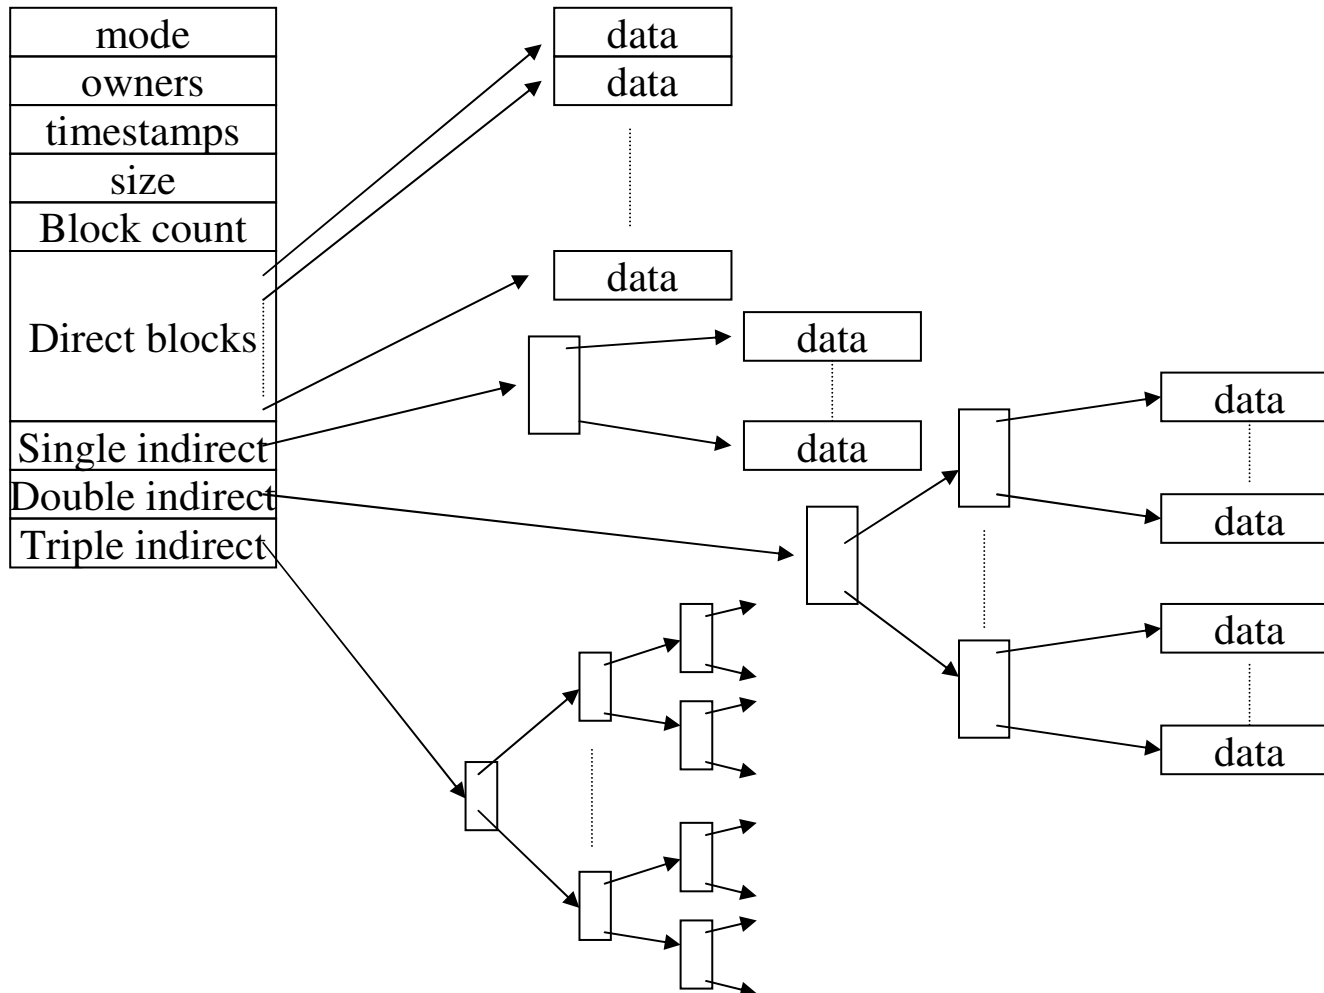 mode
owners
timestamps
size
Block count
Direct blocks
Single indirect
Double indirect
Triple indirect
data
data
data
data
data
data
data
data
data